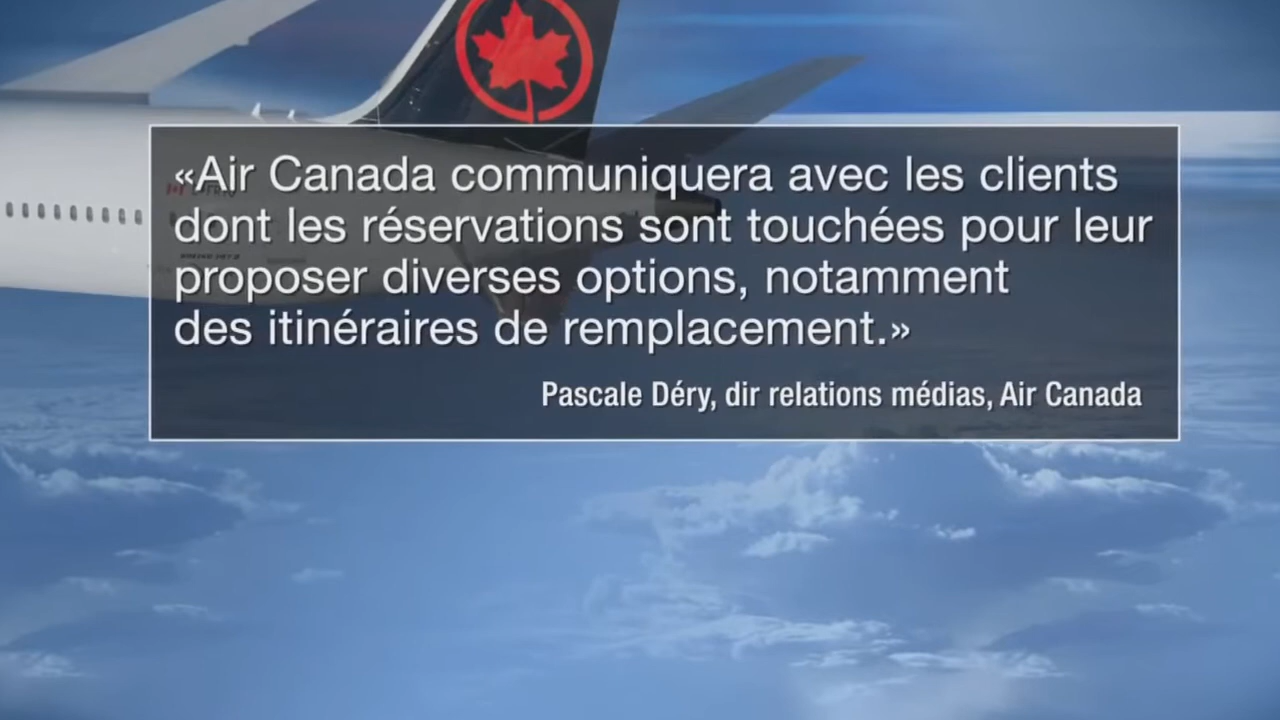 «Air Canada communiquera avec les clients
dont les réservations sont touchées pour leur
proposer diverses options, notamment
des itinéraires de remplacement.»
Pascale Déry, dir relations médias, Air Canada